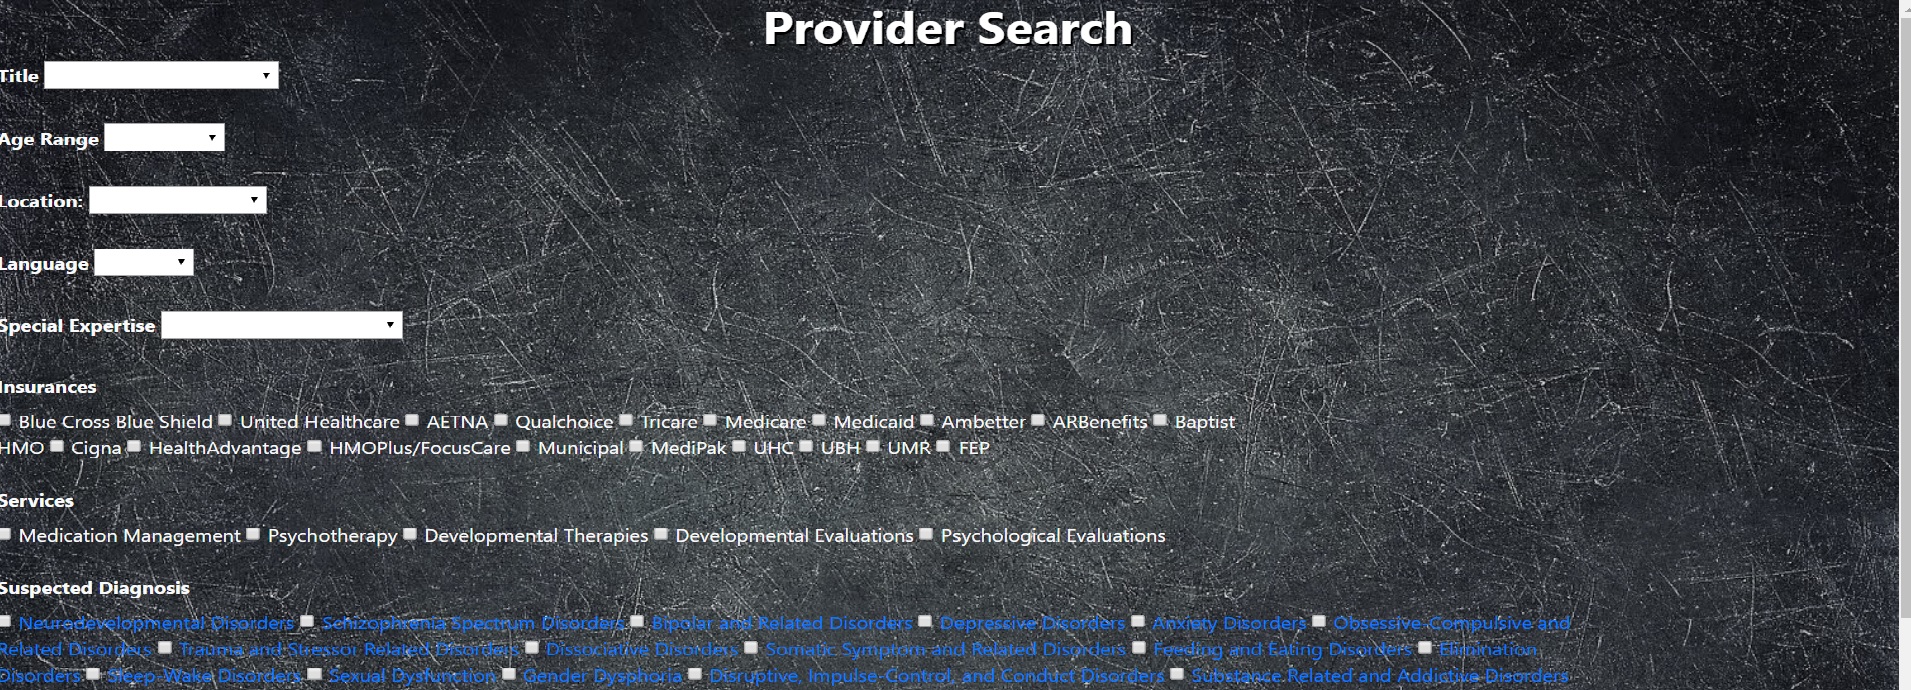 Provider Search
Title
Age Range
Location:
Language
Special Expertise
Insurances
Blue Cross Blue Shield United Healthcare AETNA Qualchoice Tricare Medicare Medicaid Ambetter ARBenefits Baptist
HMO Cigna HealthAdvantage HMOPlus/FocusCare Municipal MediPak UHC UBH UMR FEP
Services
Medication Management Psychotherapy Developmental Therapies Developmental Evaluations Psychological Evaluations
Suspected Diagnosis
Neurodevelopmental Disorders Schizophrenia Spectrum Disorders Bipolar and Related Disorders Depressive Disorders Anxiety Disorders Obsessive-Compulsive and
Related Disorders Trauma and Stressor Related Disorders Dissociative Disorders Somatic Symptom and Related Disorders Feeding and Eating Disorders Elimination
Disorders Sleep-Wake Disorders Sexual Dysfunction Gender Dysphoria Disruptive, Impulse-Control, and Conduct Disorders Substance Related and Addictive Disorders